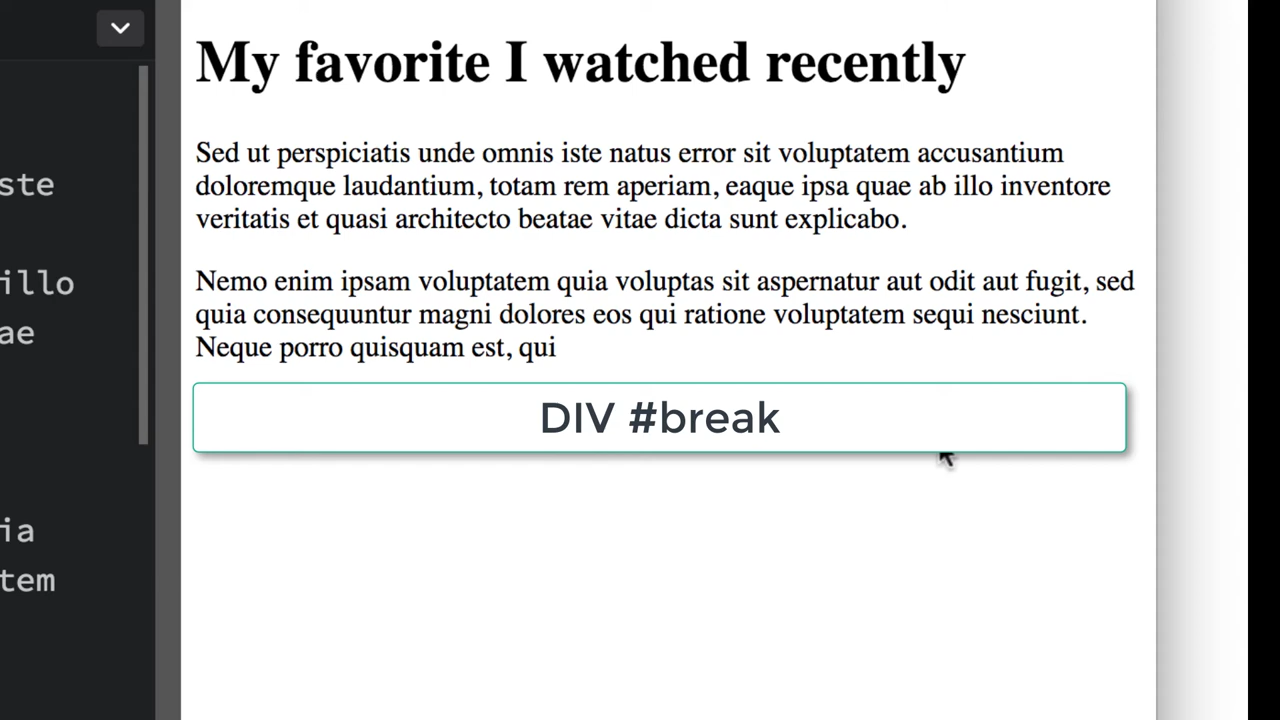 My favorite I watched recently
Sed ut perspiciatis unde omnis iste natus error sit voluptatem accusantium
doloremque laudantium, totam rem aperiam, eaque ipsa quae ab illo inventore
veritatis et quasi architecto beatae vitae dicta sunt explicabo.
Nemo enim ipsam voluptatem quia voluptas sit aspernatur aut odit aut fugit, sed
quia consequuntur magni dolores eos qui ratione voluptatem sequi nesciunt.
Neque porro quisquam est, qui
DIV #break
ste
illo
ae
ia
tem